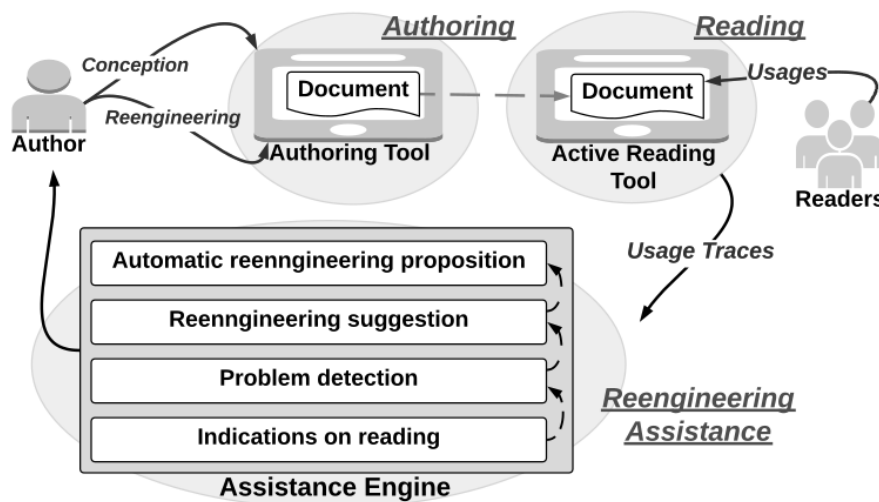 Authoring
Reading
Conception
Document
Document
Usages
Reengineering
Author
Authoring Tool
Active Reading
Tool
Readers
Usage Traces
Automatic reenngineering proposition
Reenngineering suggestion
Problem detection
Indications on reading
Reengineering
Assistance
Assistance Engine